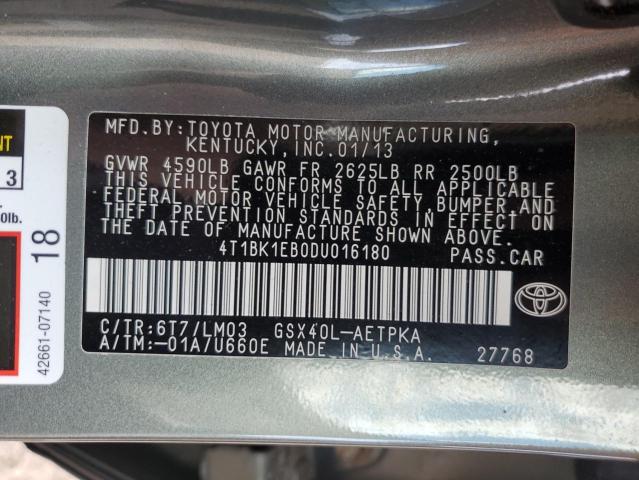 MFD. BY: TOYOTA MOTOR MANUFACTURING,
KENTUCKY, INC. 01/13
GVWR 4590LB GAWR FR 2625LB RR 2500LB
THIS VEHICLE CONFORMS TO ALL APPLICABLE
FEDERAL MOTOR VEHICLE SAFETY, BUMPER, AND
THEFT PREVENTION STANDARDS IN EFFECT ON
THE DATE OF MANUFACTURE SHOWN ABOVE.
4T1BK1EB0DU016180 PASS. CAR
C/TR: 6T7/LM03 GSX40L-AETPKA
A/TM: -01A/U660E MADE IN U.S.A. 27768
3
0lb.
18
42661-07140